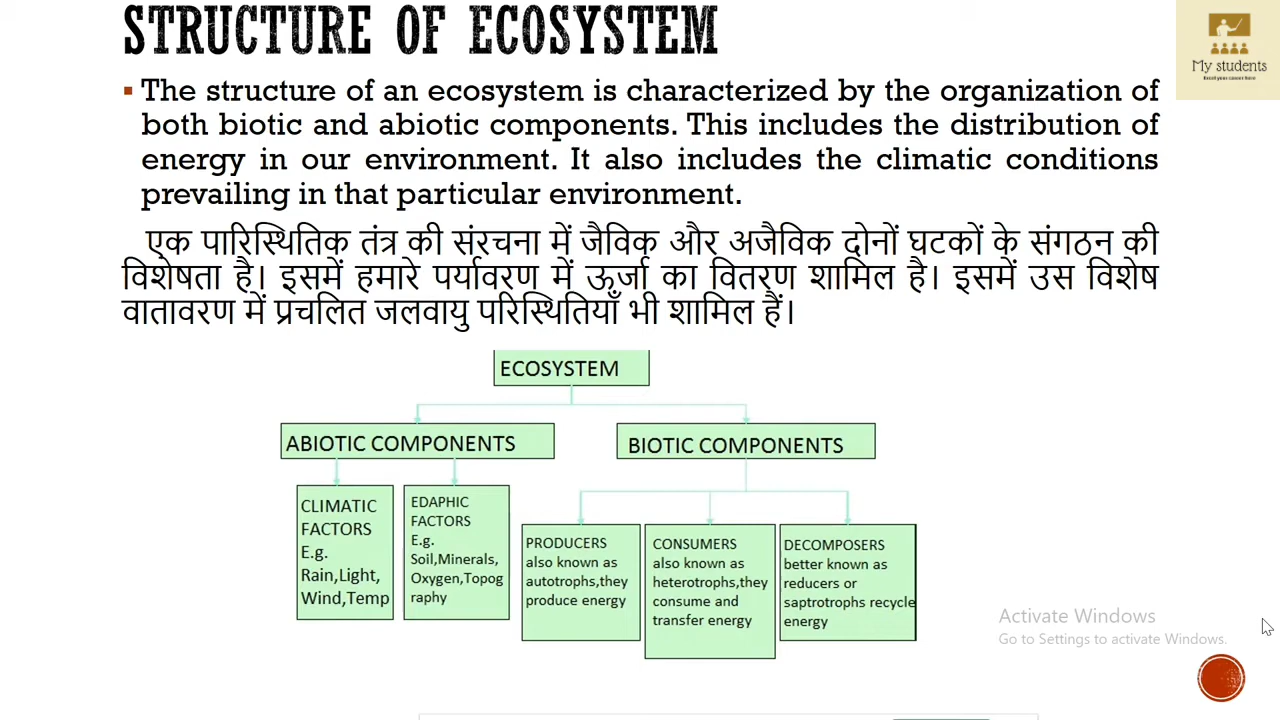 STRUCTURE OF ECOSYSTEM
My students
Enroll your career here
The structure of an ecosystem is characterized by the organization of
both biotic and abiotic components. This includes the distribution of
energy in our environment. It also includes the climatic conditions
prevailing in that particular environment.
एक पारिस्थितिक तंत्र की संरचना में जैविक और अजैविक दोनों घटकों के संगठन की
विशेषता है। इसमें हमारे पर्यावरण में ऊर्जा का वितरण शामिल है। इसमें उस विशेष
वातावरण में प्रचलित जलवायु परिस्थितियाँ भी शामिल हैं।
ECOSYSTEM
ABIOTIC COMPONENTS
BIOTIC COMPONENTS
CLIMATIC
FACTORS
E.g.
Rain,Light,
Wind,Temp
EDAPHIC
FACTORS
E.g.
Soil,Minerals,
Oxygen,Topog
raphy
PRODUCERS
also known as
autotrophs,they
produce energy
CONSUMERS
also known as
heterotrophs,they
consume and
transfer energy
DECOMPOSERS
better known as
reducers or
saptrotrophs recycle
energy
Activate Windows
Go to Settings to activate Windows.